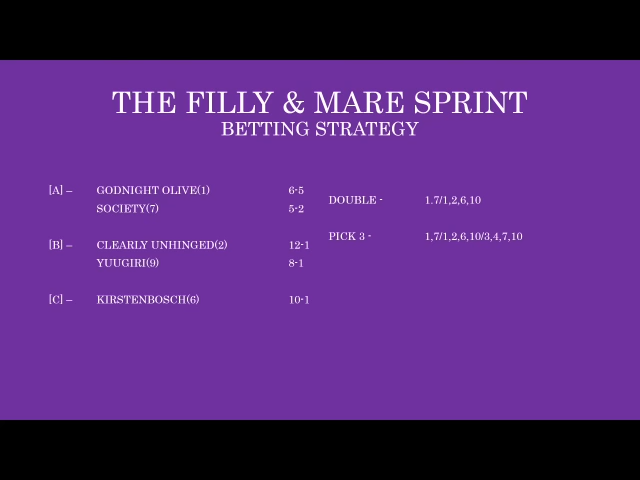 THE FILLY & MARE SPRINT
BETTING STRATEGY
[A] – GODNIGHT OLIVE(1) 6-5
SOCIETY(7) 5-2
[B] – CLEARLY UNHINGED(2) 12-1
YUUGIRI(9) 8-1
[C] – KIRSTENBOSCH(6) 10-1
DOUBLE - 1.7/1,2,6,10
PICK 3 - 1,7/1,2,6,10/3,4,7,10